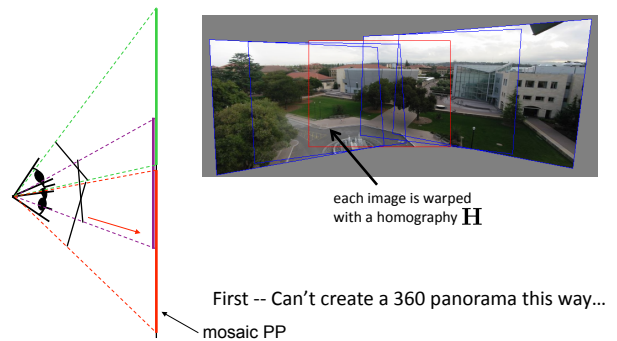 each image is warped
with a homography H
First -- Can't create a 360 panorama this way…
mosaic PP